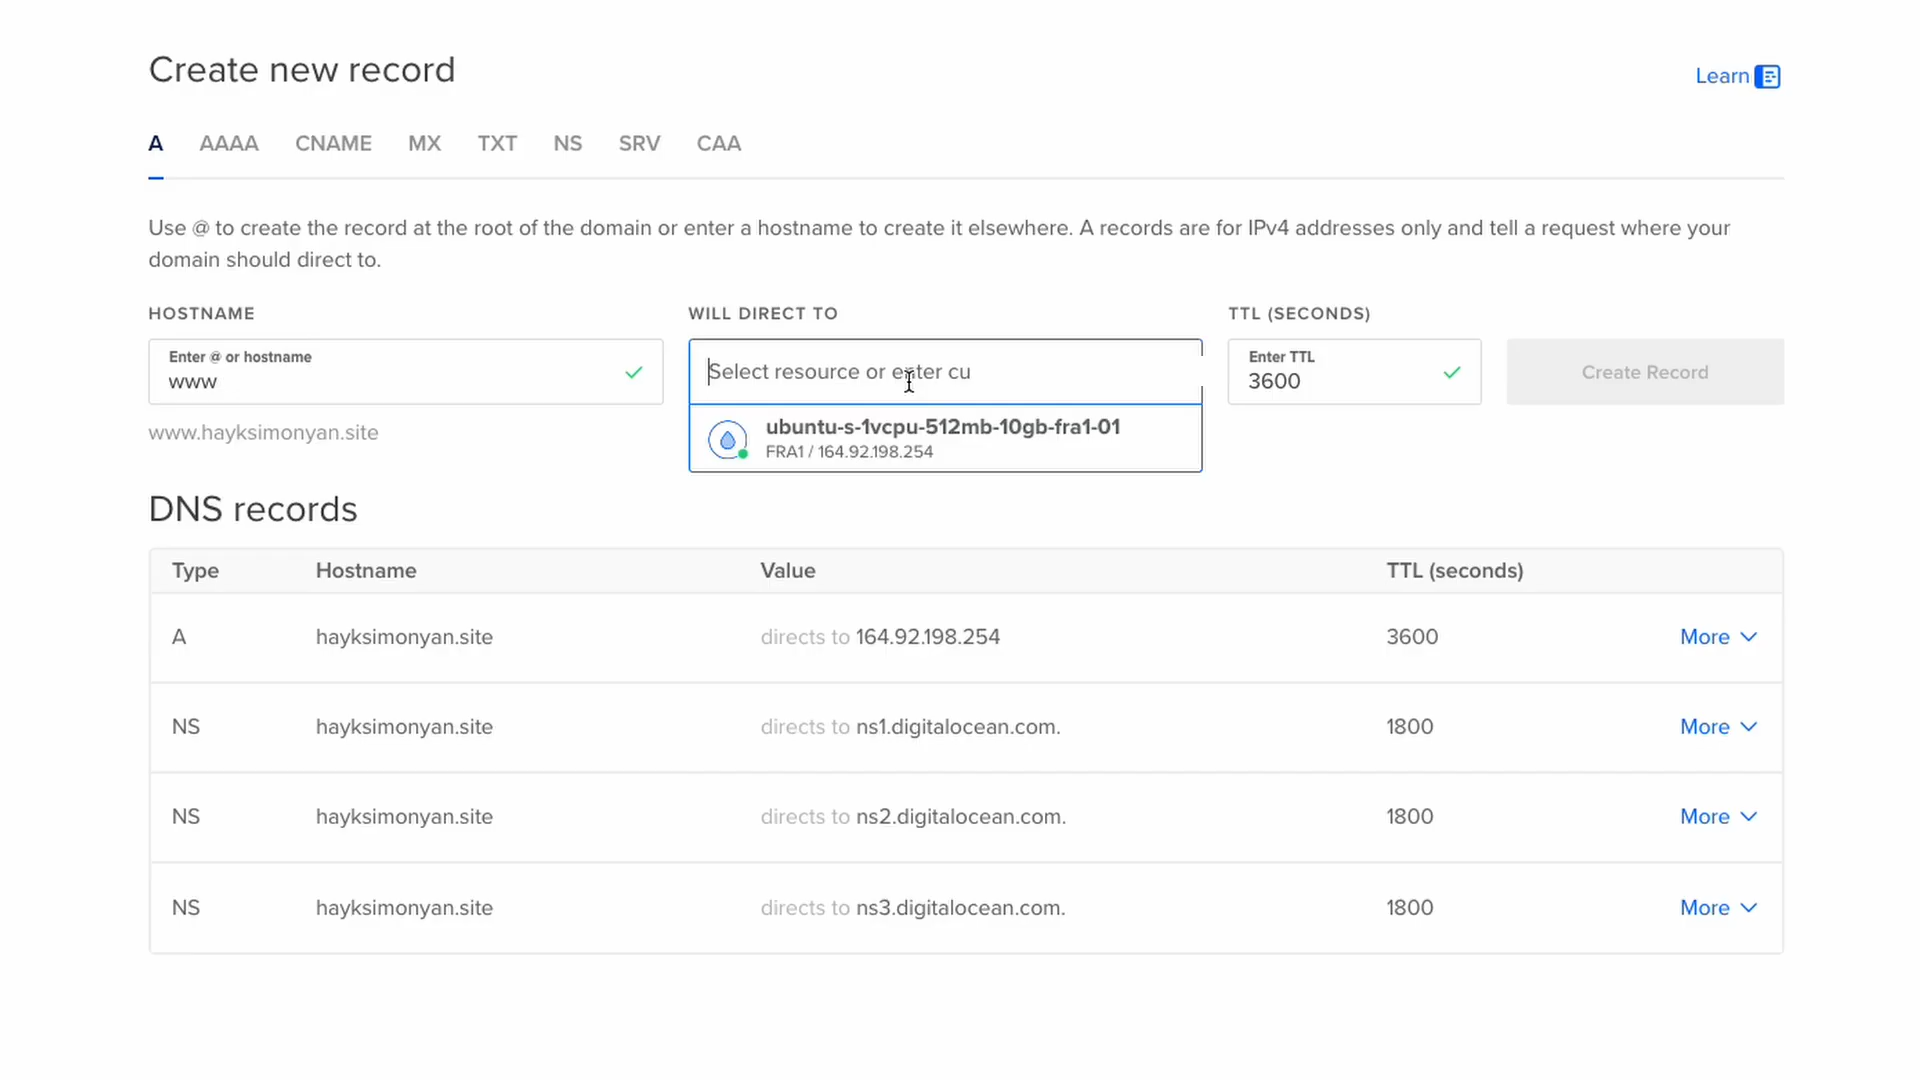 Create new record
Learn
A AAAA CNAME MX TXT NS SRV CAA
Use @ to create the record at the root of the domain or enter a hostname to create it elsewhere. A records are for IPv4 addresses only and tell a request where your
domain should direct to.
HOSTNAME WILL DIRECT TO TTL (SECONDS)
Enter @ or hostname
www
Select resource or enter cu
Enter TTL
3600
Create Record
www.hayksimonyan.site
ubuntu-s-1vcpu-512mb-10gb-fra1-01
FRA1 / 164.92.198.254
DNS records
Type Hostname Value TTL (seconds)
A hayksimonyan.site directs to 164.92.198.254 3600 More
NS hayksimonyan.site directs to ns1.digitalocean.com. 1800 More
NS hayksimonyan.site directs to ns2.digitalocean.com. 1800 More
NS hayksimonyan.site directs to ns3.digitalocean.com. 1800 More